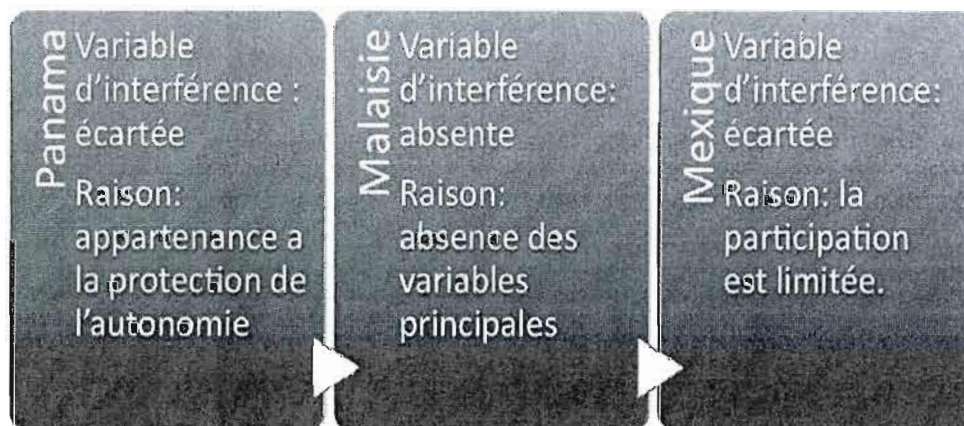 Panama
Variable
d'interférence :
écartée
Raison:
appartenance a
la protection de
l'autonomie
Malaisie
Variable
d'interférence:
absente
Raison:
absence des
variables
principales
Mexique
Variable
d'interférence:
écartée
Raison: la
participation
est limitée.